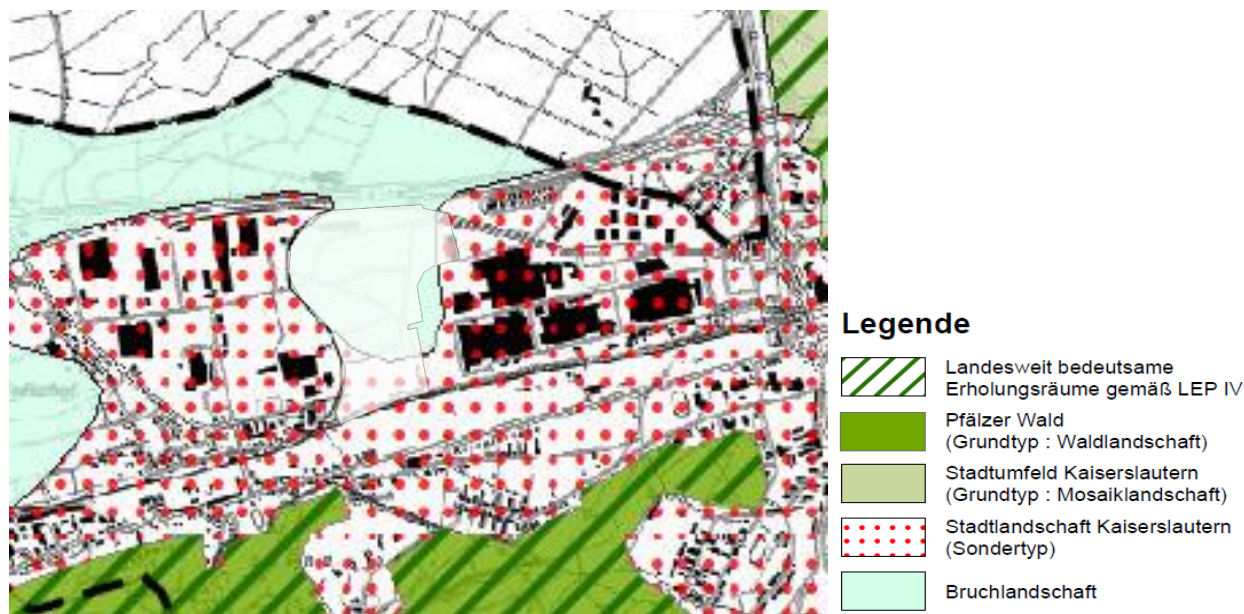 Legende
Landesweit bedeutsame
Erholungsräume gemäß LEP IV
Pfälzer Wald
(Grundtyp : Waldlandschaft)
Stadtumfeld Kaiserslautern
(Grundtyp : Mosaiklandschaft)
Stadtlandschaft Kaiserslautern
(Sondertyp)
Bruchlandschaft